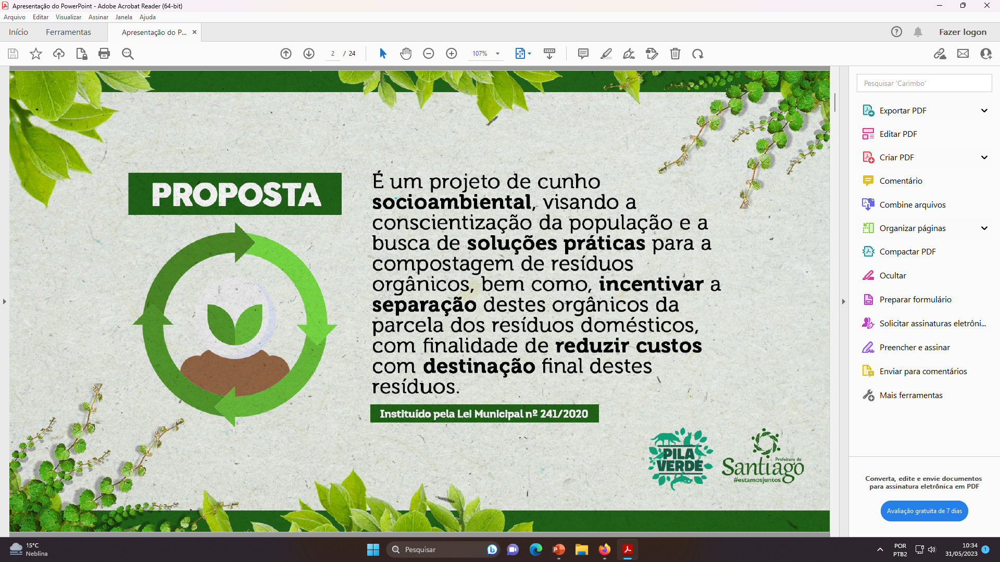 Apresentação do PowerPoint - Adobe Acrobat Reader (64-bit)
Arquivo Editar Visualizar Assinar Janela Ajuda
Início Ferramentas Apresentação do P... Fazer logon
2 / 24 107%
Pesquisar 'Carimbo'
Exportar PDF
Editar PDF
Criar PDF
Comentário
Combine arquivos
Organizar páginas
Compactar PDF
Ocultar
Preparar formulário
Solicitar assinaturas eletrôni...
Preencher e assinar
Enviar para comentários
Mais ferramentas
Converta, edite e envie documentos
para assinatura eletrônica em PDF
Avaliação gratuita de 7 dias
PROPOSTA
É um projeto de cunho
socioambiental, visando a
conscientização da população e a
busca de soluções práticas para a
compostagem de resíduos
orgânicos, bem como, incentivar a
separação destes orgânicos da
parcela dos resíduos domésticos,
com finalidade de reduzir custos
com destinação final destes
resíduos.
Instituído pela Lei Municipal nº 241/2020
PILA
VERDE
Prefeitura de
Santiago
#estamosjuntos
15°C
Neblina
Pesquisar
POR
PTB2
10:34
31/05/2023
1